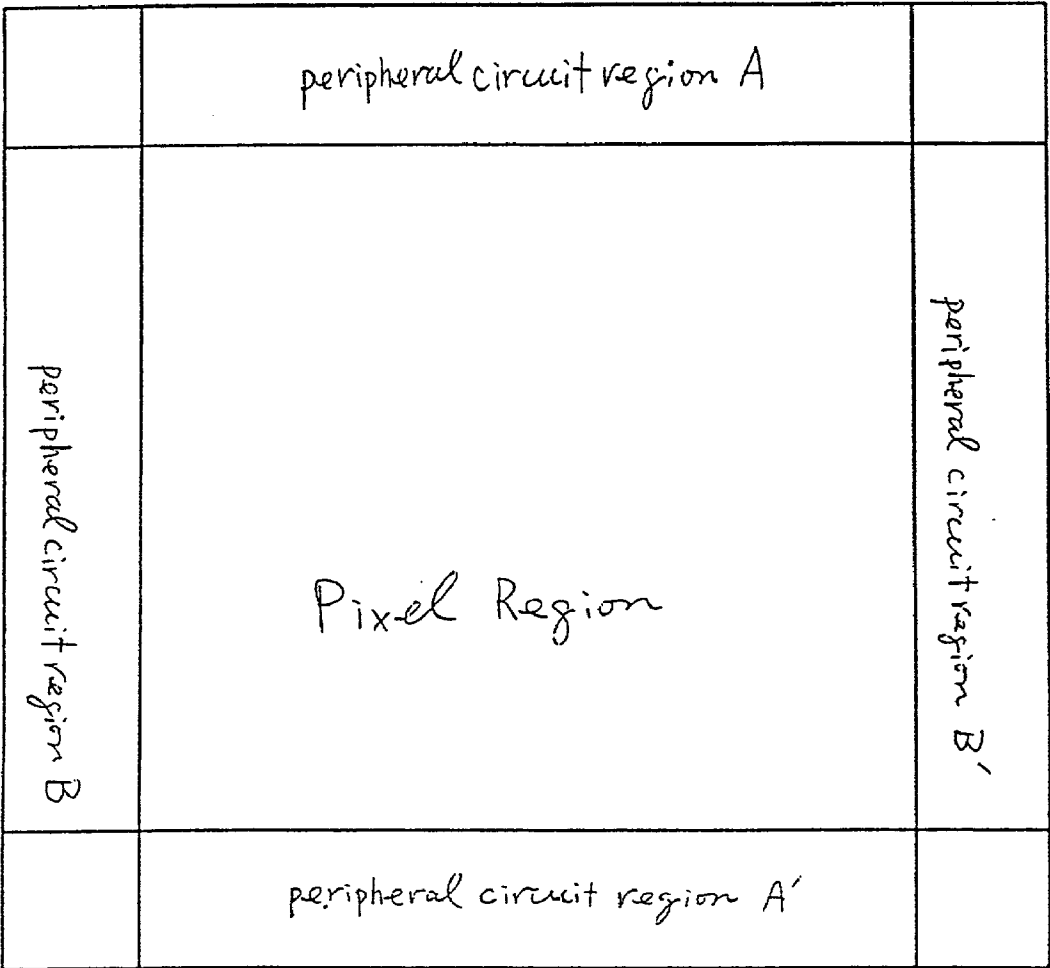 peripheral circuit region A
peripheral circuit region B
Pixel Region
peripheral circuit region B'
peripheral circuit region A'